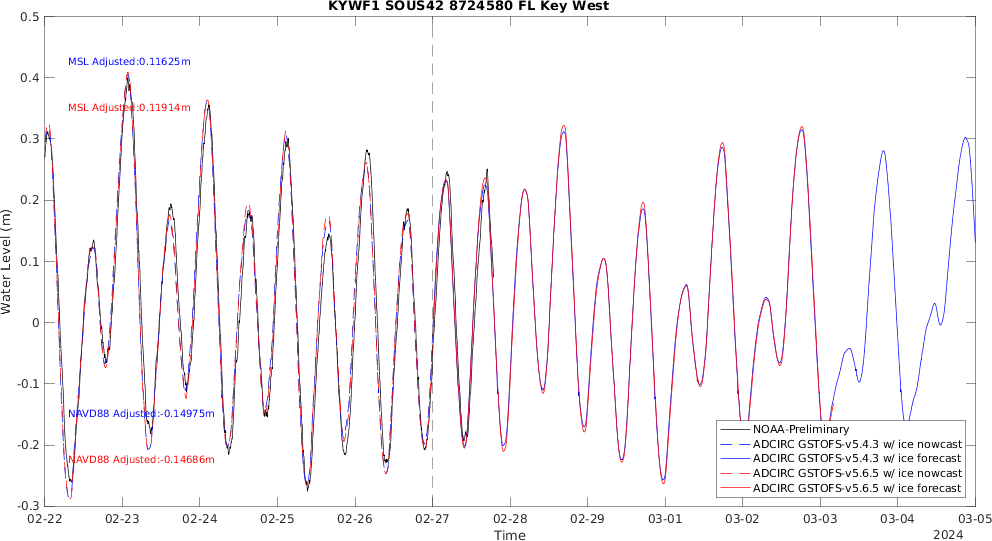 KYWF1 SOUS42 8724580 FL Key West
0.5
0.4
0.3
0.2
0.1
0
-0.1
-0.2
-0.3
Water Level (m)
MSL Adjusted:0.11625m
MSL Adjusted:0.11914m
NAVD88 Adjusted:-0.14975m
NAVD88 Adjusted:-0.14686m
NOAA-Preliminary
ADCIRC GSTOFS-v5.4.3 w/ ice nowcast
ADCIRC GSTOFS-v5.4.3 w/ ice forecast
ADCIRC GSTOFS-v5.6.5 w/ ice nowcast
ADCIRC GSTOFS-v5.6.5 w/ ice forecast
02-22 02-23 02-24 02-25 02-26 02-27 02-28 02-29 03-01 03-02 03-03 03-04 03-05
Time
2024